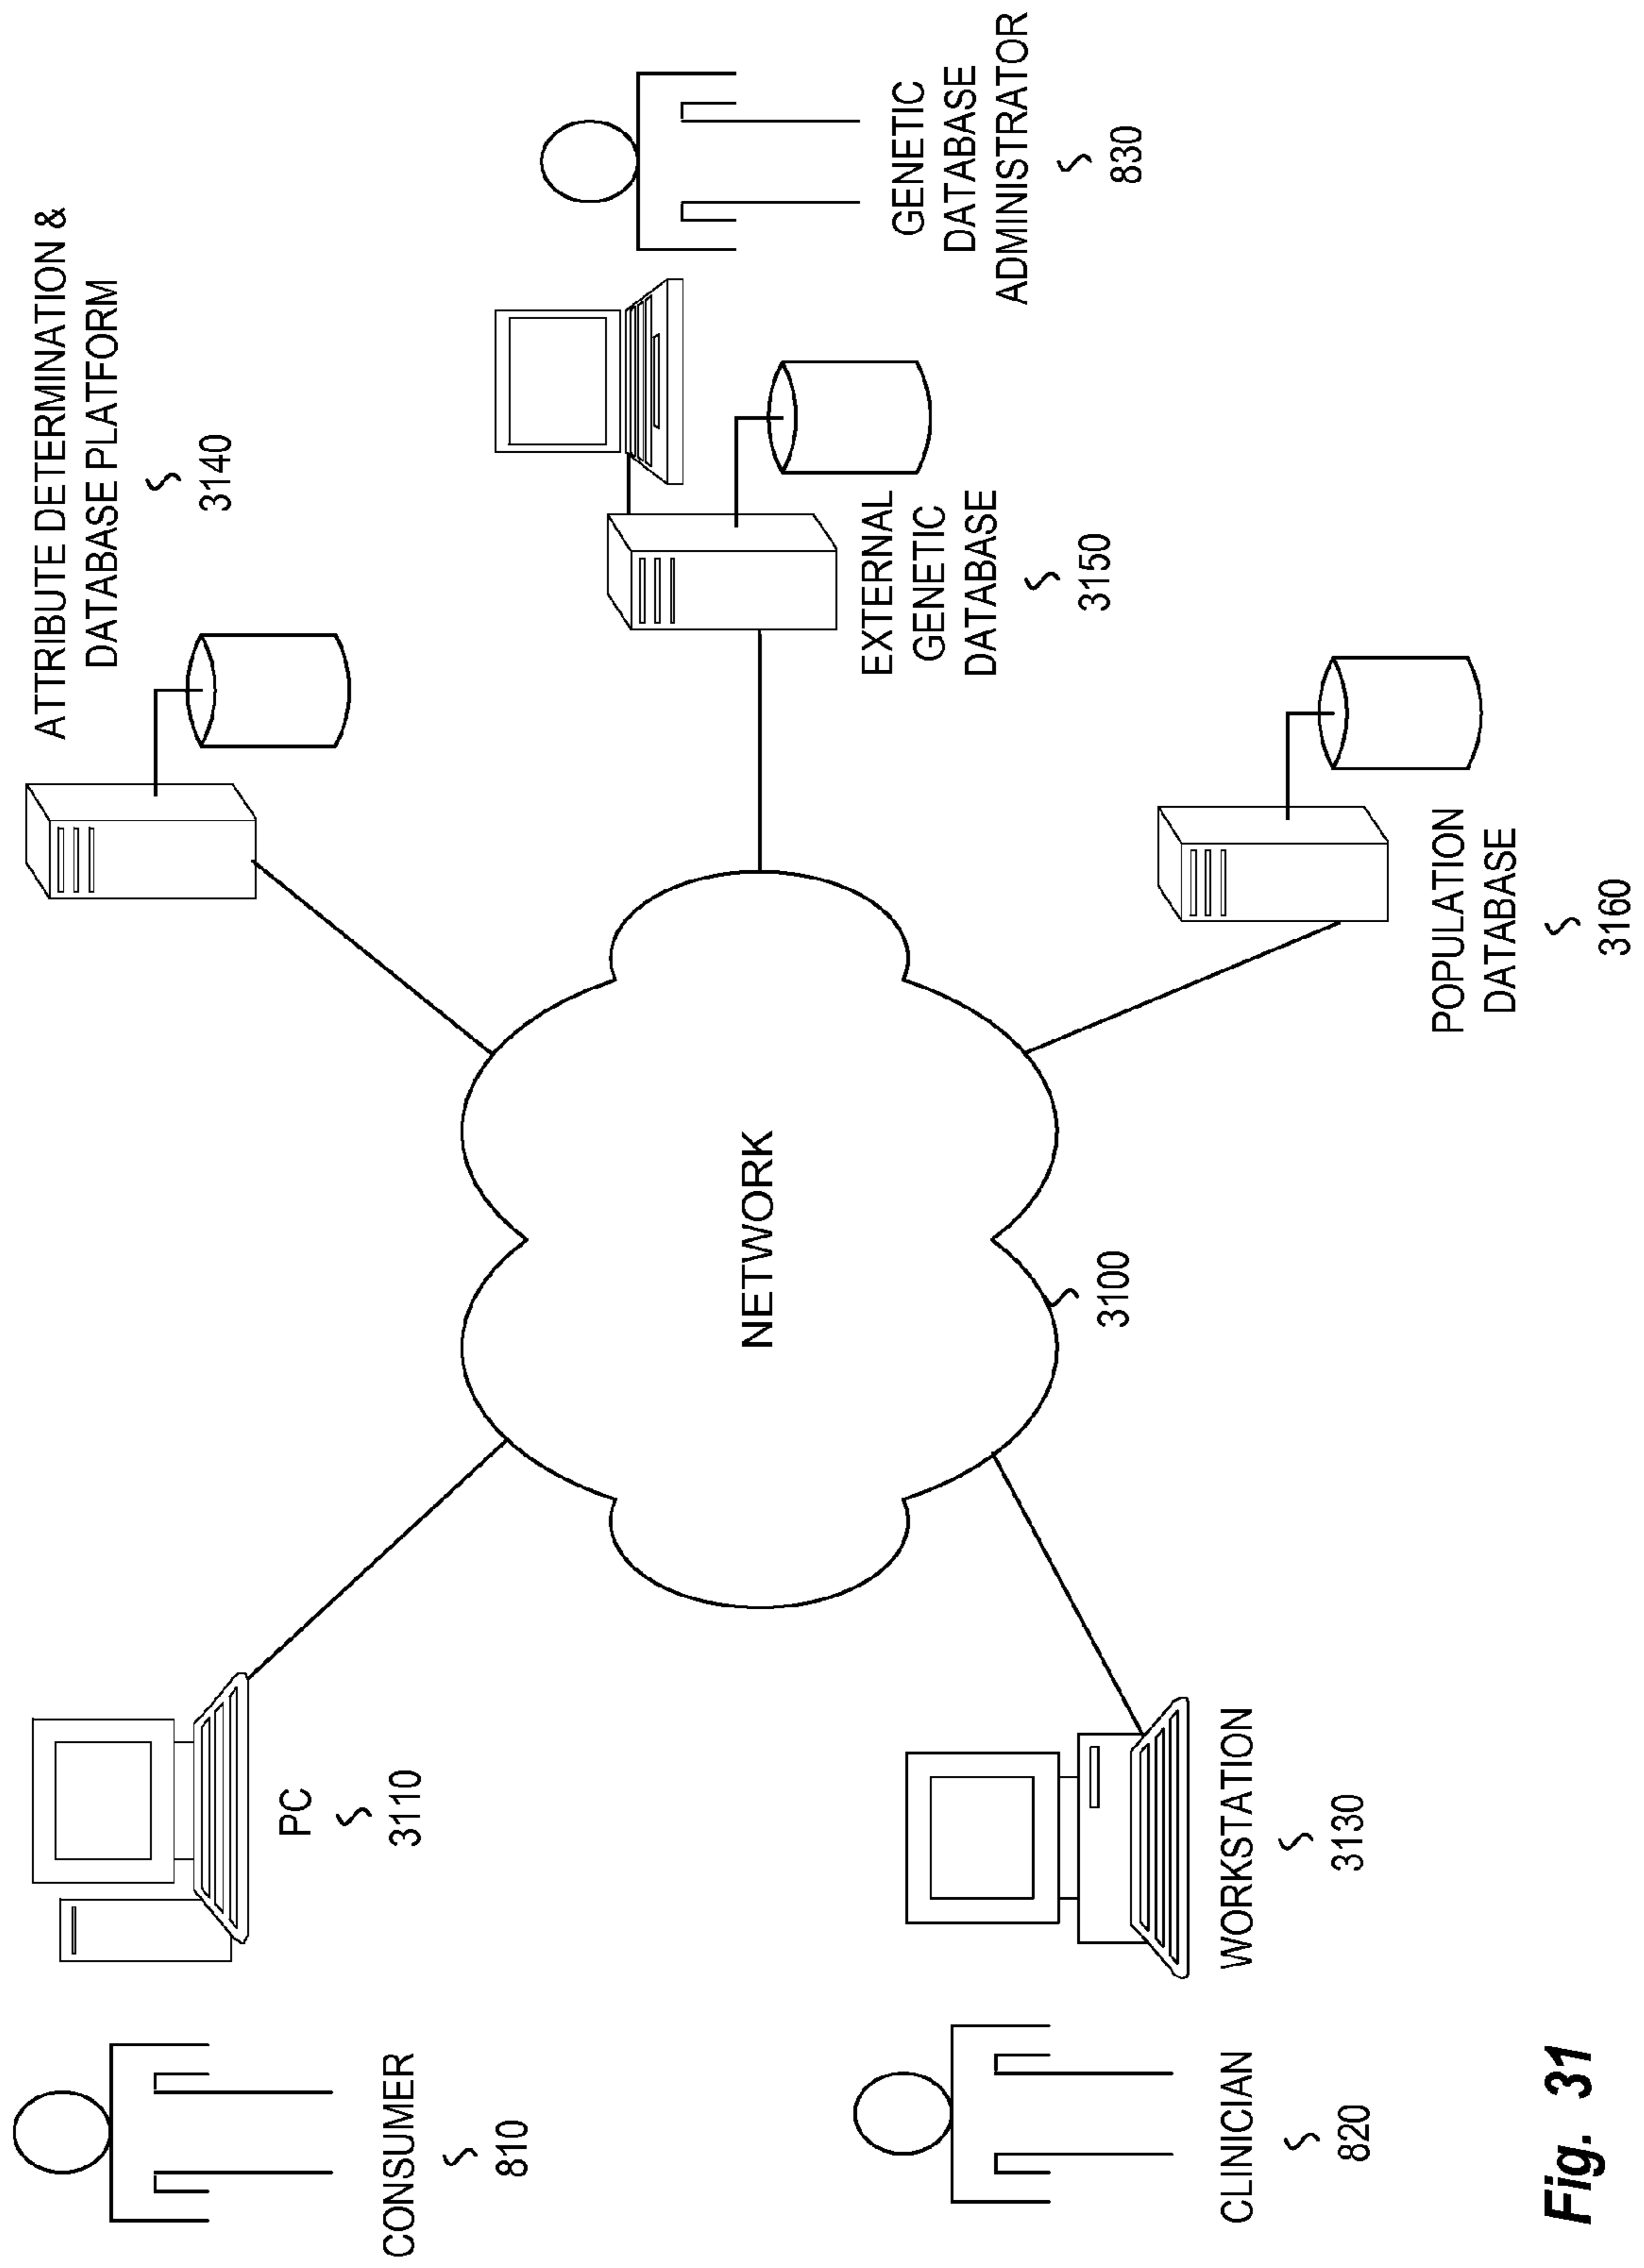 ATTRIBUTE DETERMINATION &
DATABASE PLATFORM
3140
CONSUMER
810
PC
3110
NETWORK
3100
EXTERNAL
GENETIC
DATABASE
3150
GENETIC
DATABASE
ADMINISTRATOR
830
CLINICIAN
820
WORKSTATION
3130
POPULATION
DATABASE
3160
Fig. 31